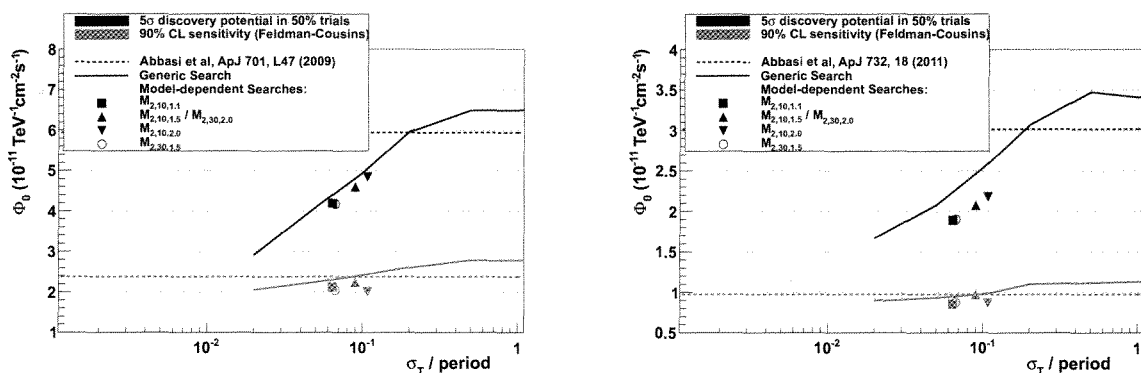 5σ discovery potential in 50% trials
90% CL sensitivity (Feldman-Cousins)
Abbasi et al, ApJ 701, L47 (2009)
Generic Search
Model-dependent Searches:
M2,10,1.1
M2,10,1.5 / M2,30,2.0
M2,10,2.0
M2,30,1.5
Φ0 (10-11 TeV-1cm-2s-1)
8
7
6
5
4
3
2
1
10-2
10-1
1
σT / period
5σ discovery potential in 50% trials
90% CL sensitivity (Feldman-Cousins)
Abbasi et al, ApJ 732, 18 (2011)
Generic Search
Model-dependent Searches:
M2,10,1.1
M2,10,1.5 / M2,30,2.0
M2,10,2.0
M2,30,1.5
Φ0 (10-11 TeV-1cm-2s-1)
4
3.5
3
2.5
2
1.5
1
0.5
10-2
10-1
1
σT / period